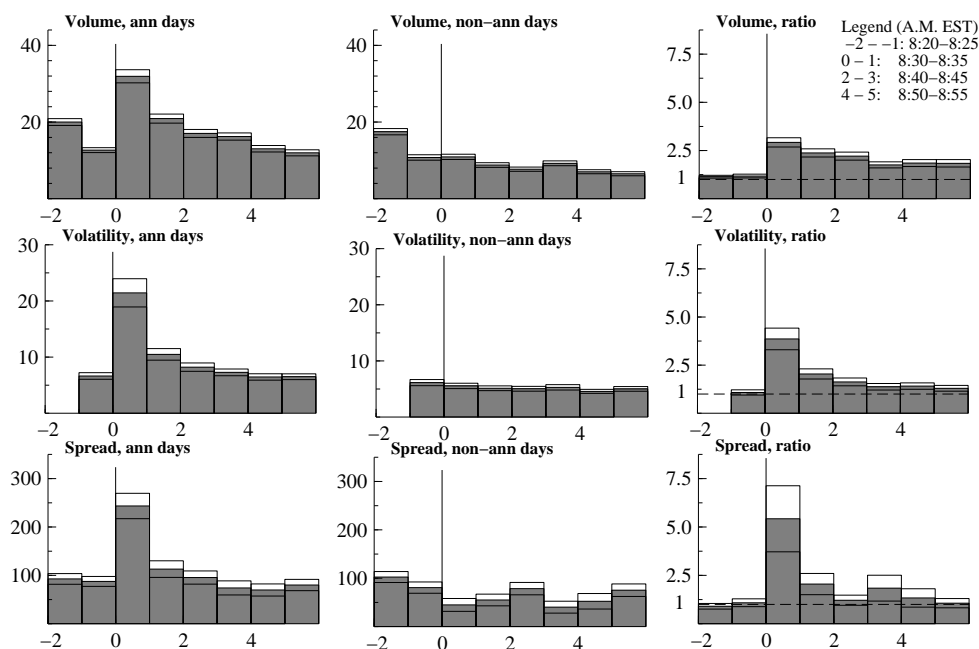 Volume, ann days
40
20
−2 0 2 4
Volume, non−ann days
40
20
−2 0 2 4
Volume, ratio
7.5
5.0
2.5
1
−2 0 2 4
Legend (A.M. EST)
−2 − −1: 8:20−8:25
0 − 1: 8:30−8:35
2 − 3: 8:40−8:45
4 − 5: 8:50−8:55
Volatility, ann days
30
20
10
−2 0 2 4
Volatility, non−ann days
30
20
10
−2 0 2 4
Volatility, ratio
7.5
5.0
2.5
1
−2 0 2 4
Spread, ann days
300
200
100
−2 0 2 4
Spread, non−ann days
300
200
100
−2 0 2 4
Spread, ratio
7.5
5.0
2.5
1
−2 0 2 4